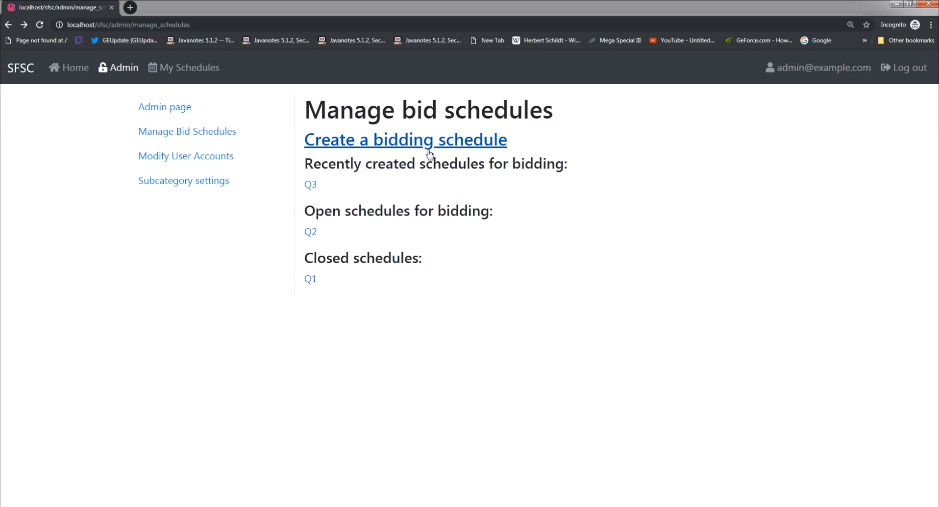 localhost/sfsc/admin/manage_sc
localhost/sfsc/admin/manage_schedules
Incognito
Page not found at /
GEUpdate (GEUpda...
Javanotes 5.1.2 -- Ti...
Javanotes 5.1.2, Sec...
Javanotes 5.1.2, Sec...
Javanotes 5.1.2, Sec...
New Tab
Herbert Schildt - Wi...
Mega Special III
YouTube - Untitled...
GeForce.com - How...
Google
»
Other bookmarks
SFSC Home Admin My Schedules admin@example.com Log out
Admin page
Manage Bid Schedules
Modify User Accounts
Subcategory settings
Manage bid schedules
Create a bidding schedule
Recently created schedules for bidding:
Q3
Open schedules for bidding:
Q2
Closed schedules:
Q1